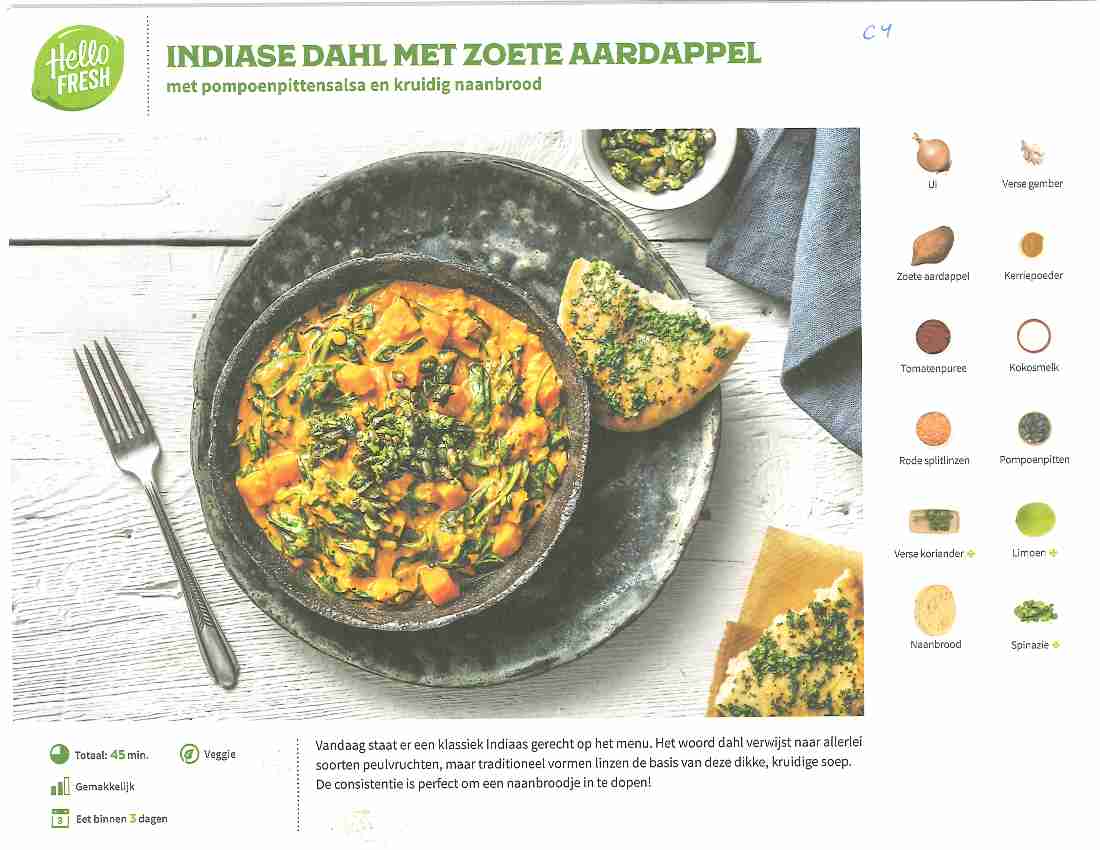 Hello
FRESH
INDIASE DAHL MET ZOETE AARDAPPEL
met pompoenpittensalsa en kruidig naanbrood
C4
Ui
Verse gember
Zoete aardappel
Kerriepoeder
Tomatenpuree
Kokosmelk
Rode splitlinzen
Pompoenpitten
Verse koriander
Limoen
Naanbrood
Spinazie
Totaal: 45 min.
Veggie
Gemakkelijk
3 Eet binnen 3 dagen
Vandaag staat er een klassiek Indiaas gerecht op het menu. Het woord dahl verwijst naar allerlei
soorten peulvruchten, maar traditioneel vormen linzen de basis van deze dikke, kruidige soep.
De consistentie is perfect om een naanbroodje in te dopen!